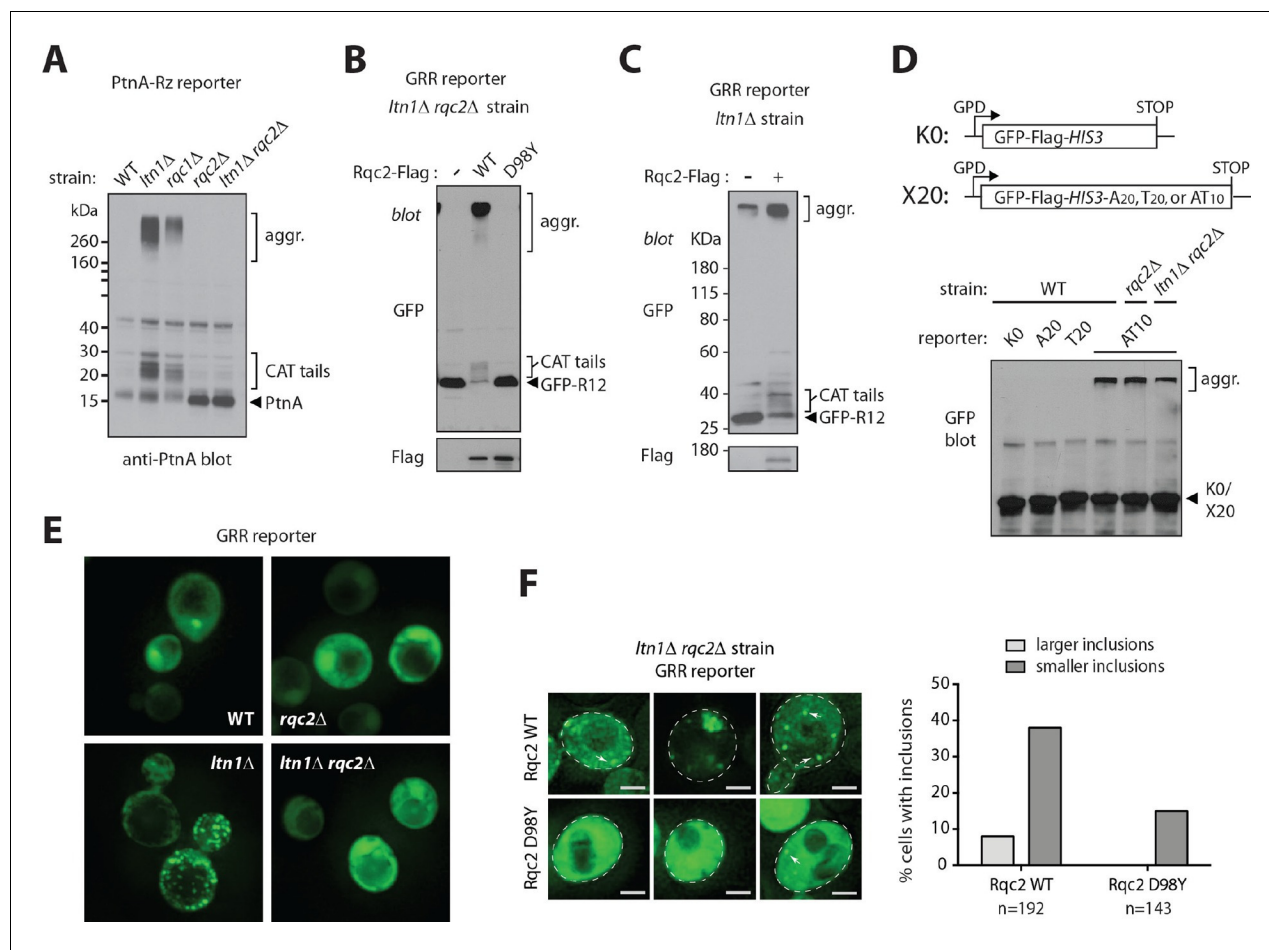 A
PtnA-Rz reporter
strain:
WT
ltn1Δ
rqc1Δ
rqc2Δ
ltn1Δ rqc2Δ
kDa
260
160
40
30
20
15
aggr.
CAT tails
PtnA
anti-PtnA blot
B
GRR reporter
ltn1Δ rqc2Δ strain
Rqc2-Flag : - WT D98Y
blot
aggr.
GFP
CAT tails
GFP-R12
Flag
C
GRR reporter
ltn1Δ strain
Rqc2-Flag : - +
blot KDa
aggr.
180
115
GFP 80
60
40
25
CAT tails
GFP-R12
Flag 180
D
GPD STOP
K0: GFP-Flag-HIS3
GPD STOP
X20: GFP-Flag-HIS3-A20, T20, or AT10
strain: WT rqc2Δ ltn1Δ rqc2Δ
reporter: K0 A20 T20 AT10
aggr.
GFP
blot
K0/
X20
E
GRR reporter
WT
rqc2Δ
ltn1Δ
ltn1Δ rqc2Δ
F
ltn1Δ rqc2Δ strain
GRR reporter
Rqc2 WT
Rqc2 D98Y
larger inclusions
smaller inclusions
% cells with inclusions
50
40
30
20
10
0
Rqc2 WT Rqc2 D98Y
n=192 n=143